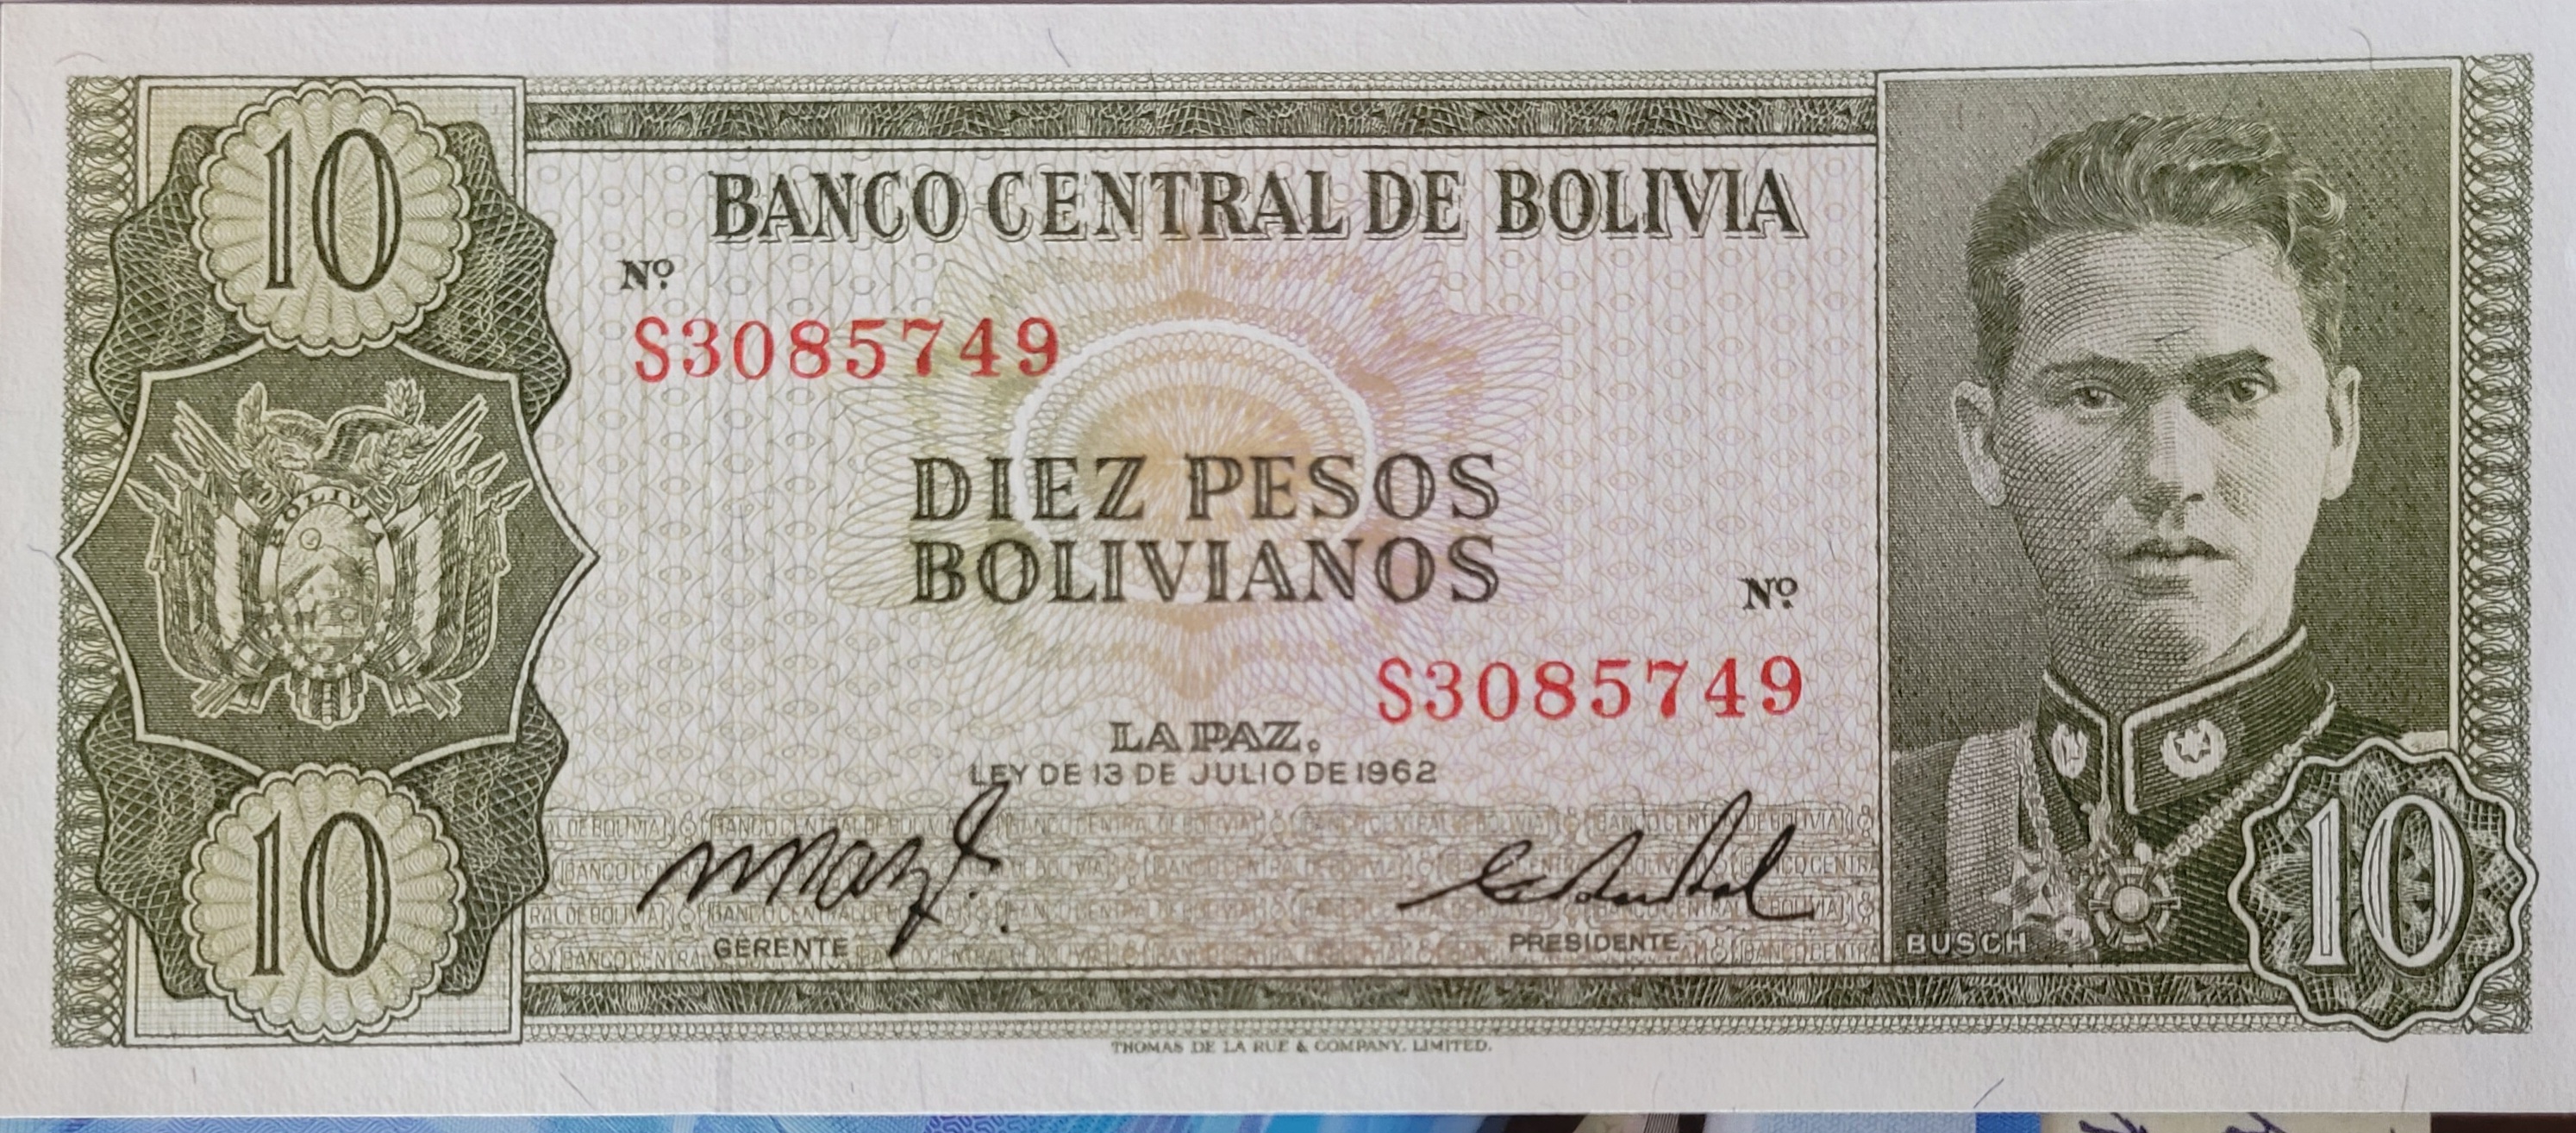 10
BANCO CENTRAL DE BOLIVIA
Nº
S3085749
BOLIVIA
DIEZ PESOS
BOLIVIANOS
Nº
S3085749
LA PAZ.
LEY DE 13 DE JULIO DE 1962
10
GERENTE
PRESIDENTE
BUSCH
10
THOMAS DE LA RUE & COMPANY, LIMITED.